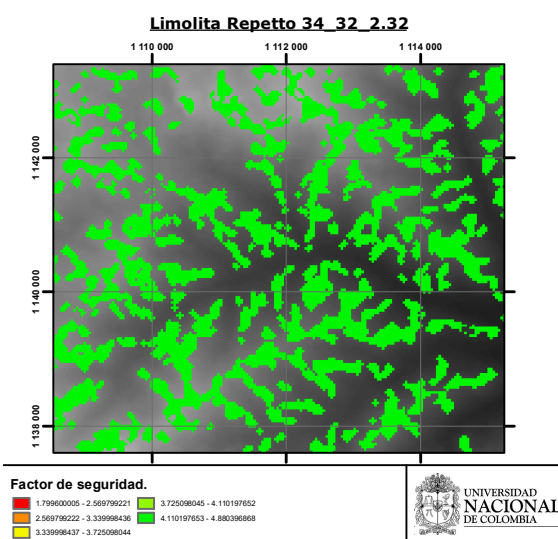 Limolita Repetto 34_32_2.32
1 110 000 1 112 000 1 114 000
1 142 000
1 140 000
1 138 000
Factor de seguridad.
1.799600005 - 2.569799221 3.725098045 - 4.110197652
2.569799222 - 3.339998436 4.110197653 - 4.880396868
3.339998437 - 3.725098044
UNIVERSIDAD
NACIONAL
DE COLOMBIA